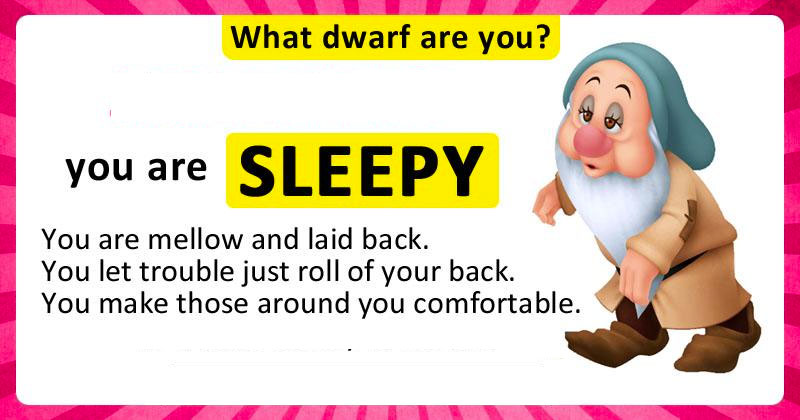 What dwarf are you?
you are SLEEPY
You are mellow and laid back.
You let trouble just roll of your back.
You make those around you comfortable.